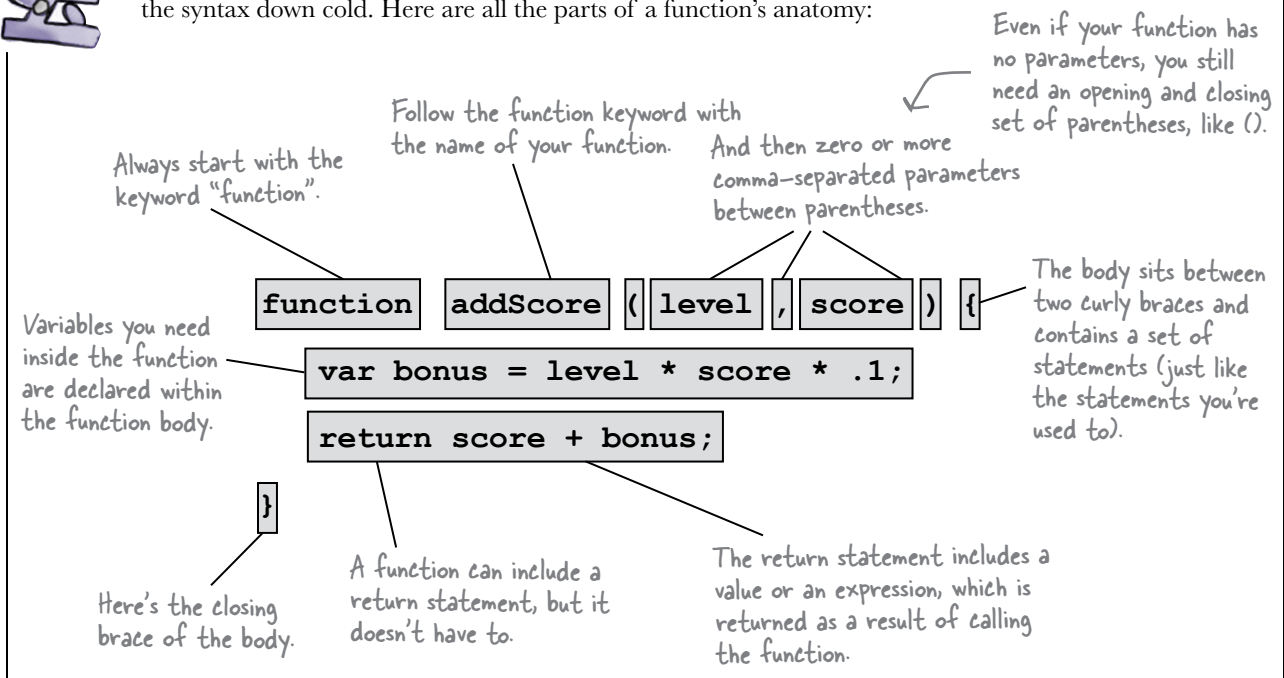 the syntax down cold. Here are all the parts of a function's anatomy:
Even if your function has
no parameters, you still
need an opening and closing
set of parentheses, like ().
Follow the function keyword with
the name of your function.
And then zero or more
comma-separated parameters
between parentheses.
Always start with the
keyword "function".
function addScore ( level , score ) {
The body sits between
two curly braces and
contains a set of
statements (just like
the statements you're
used to).
Variables you need
inside the function
are declared within
the function body.
var bonus = level * score * .1;
return score + bonus;
}
Here's the closing
brace of the body.
A function can include a
return statement, but it
doesn't have to.
The return statement includes a
value or an expression, which is
returned as a result of calling
the function.